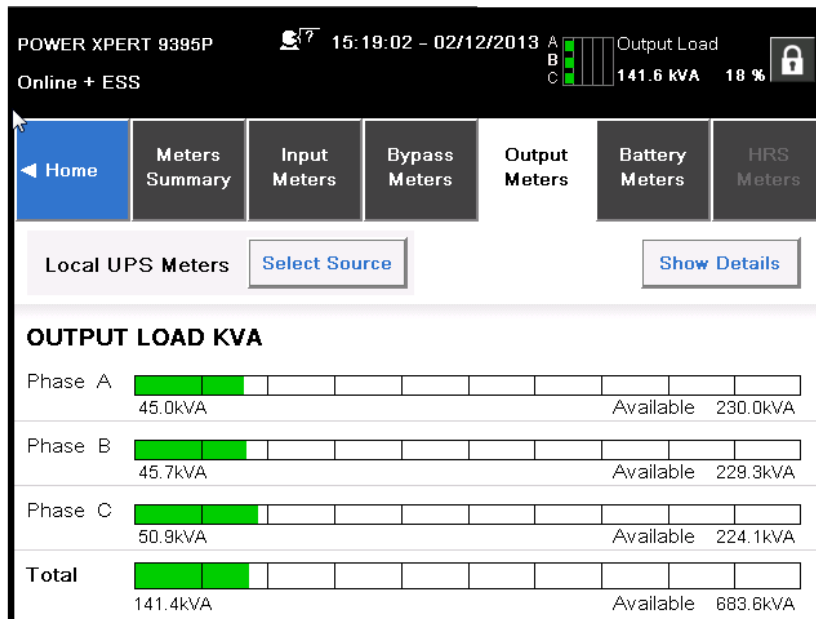 POWER XPERT 9395P
? 15:19:02 - 02/12/2013
Online + ESS
A
B
C
Output Load
141.6 kVA 18 %
Home
Meters Summary
Input Meters
Bypass Meters
Output Meters
Battery Meters
HRS Meters
Local UPS Meters
Select Source
Show Details
OUTPUT LOAD KVA
Phase A
45.0kVA Available 230.0kVA
Phase B
45.7kVA Available 229.3kVA
Phase C
50.9kVA Available 224.1kVA
Total
141.4kVA Available 683.6kVA